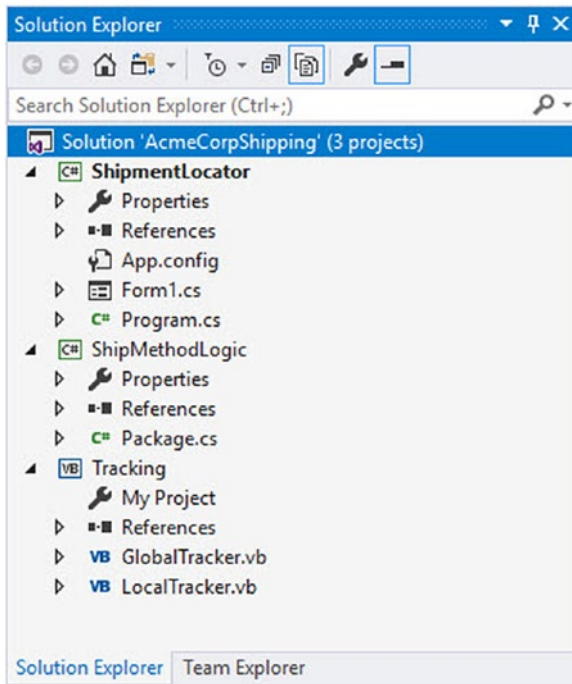 Solution Explorer
Search Solution Explorer (Ctrl+;)
Solution 'AcmeCorpShipping' (3 projects)
C# ShipmentLocator
Properties
References
App.config
Form1.cs
C# Program.cs
C# ShipMethodLogic
Properties
References
C# Package.cs
VB Tracking
My Project
References
VB GlobalTracker.vb
VB LocalTracker.vb
Solution Explorer Team Explorer